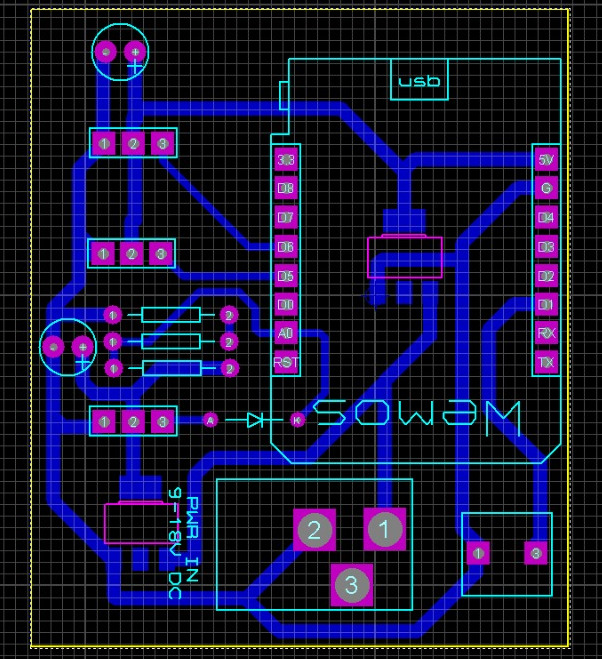 +
usb
1 2 3
3.3 5V
D8 G
D7 D4
D6 D3
1 2 3
D5 D2
1 2 D0 D1
1 2 A0 RX
1 2 RST TX
+
1 2 3 A K
WEMOS
PWR IN
9-18V DC
2 1
3
1 3